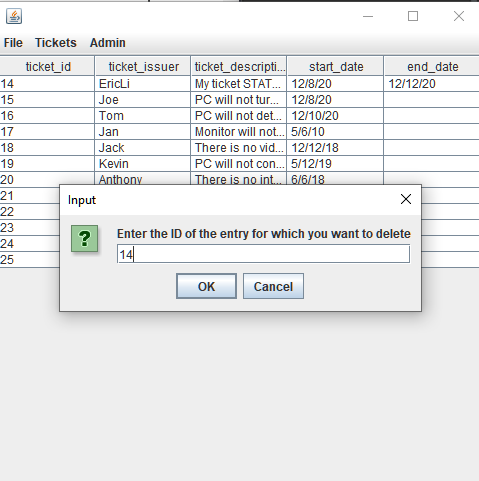 File Tickets Admin
ticket_id ticket_issuer ticket_descripti... start_date end_date
14 EricLi My ticket STAT... 12/8/20 12/12/20
15 Joe PC will not tur... 12/8/20
16 Tom PC will not det... 12/10/20
17 Jan Monitor will not... 5/6/10
18 Jack There is no vid... 12/12/18
19 Kevin PC will not con... 5/12/19
20 Anthony There is no int... 6/6/18
21
22
23
24
25
Input
Enter the ID of the entry for which you want to delete
14
OK Cancel